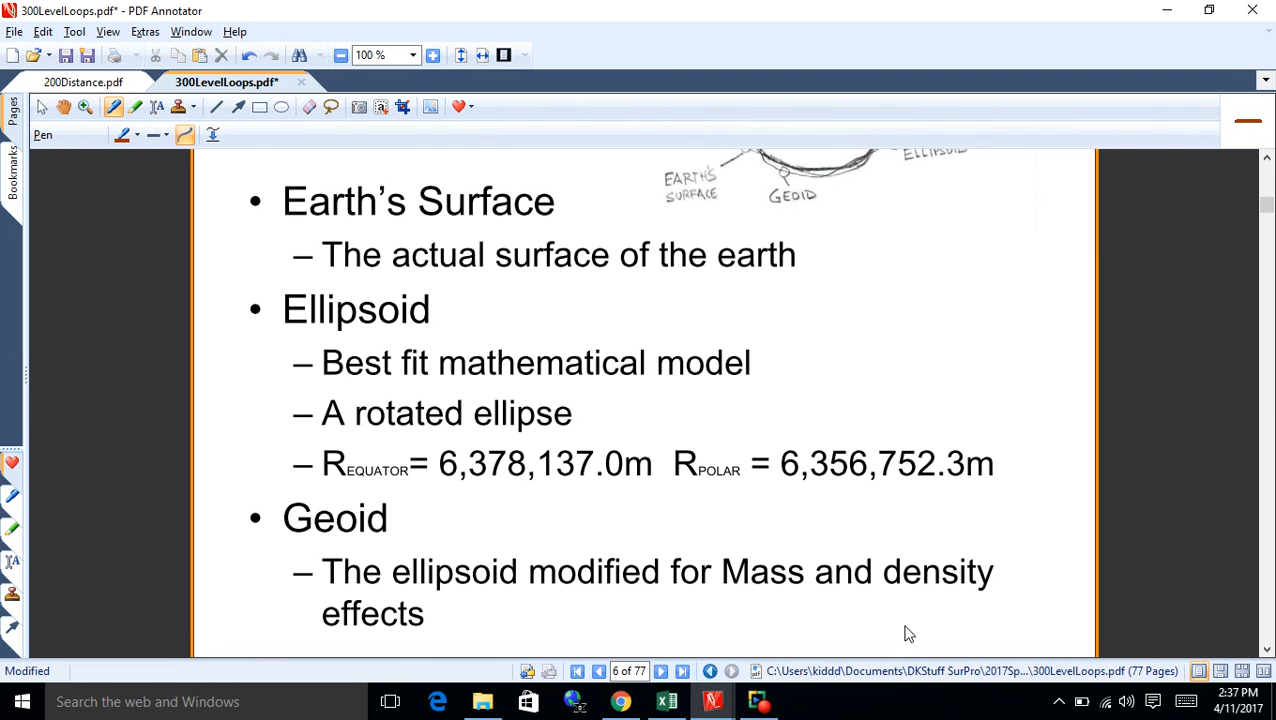 300LevelLoops.pdf* - PDF Annotator
File Edit Tool View Extras Window Help
100 %
200Distance.pdf 300LevelLoops.pdf*
Pages
Bookmarks
Pen
ELLIPSOID
EARTH'S
SURFACE
GEOID
• Earth's Surface
– The actual surface of the earth
• Ellipsoid
– Best fit mathematical model
– A rotated ellipse
– REQUATOR= 6,378,137.0m RPOLAR = 6,356,752.3m
• Geoid
– The ellipsoid modified for Mass and density
effects
Modified
6 of 77
C:\Users\kiddd\Documents\DKStuff SurPro\2017Sp...\300LevelLoops.pdf (77 Pages)
Search the web and Windows
2:37 PM
4/11/2017